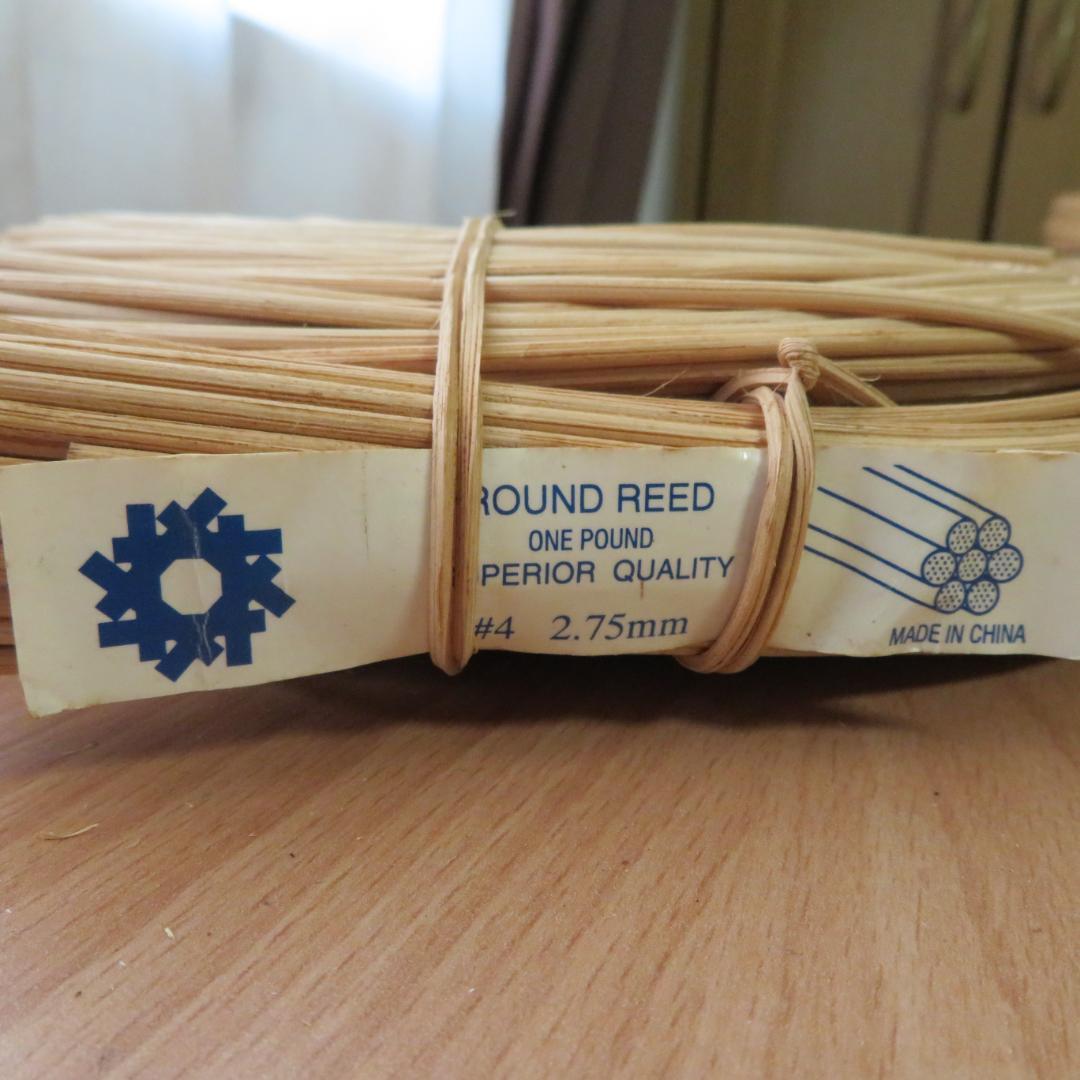 ROUND REED
ONE POUND
PERIOR QUALITY
#4 2.75mm
MADE IN CHINA